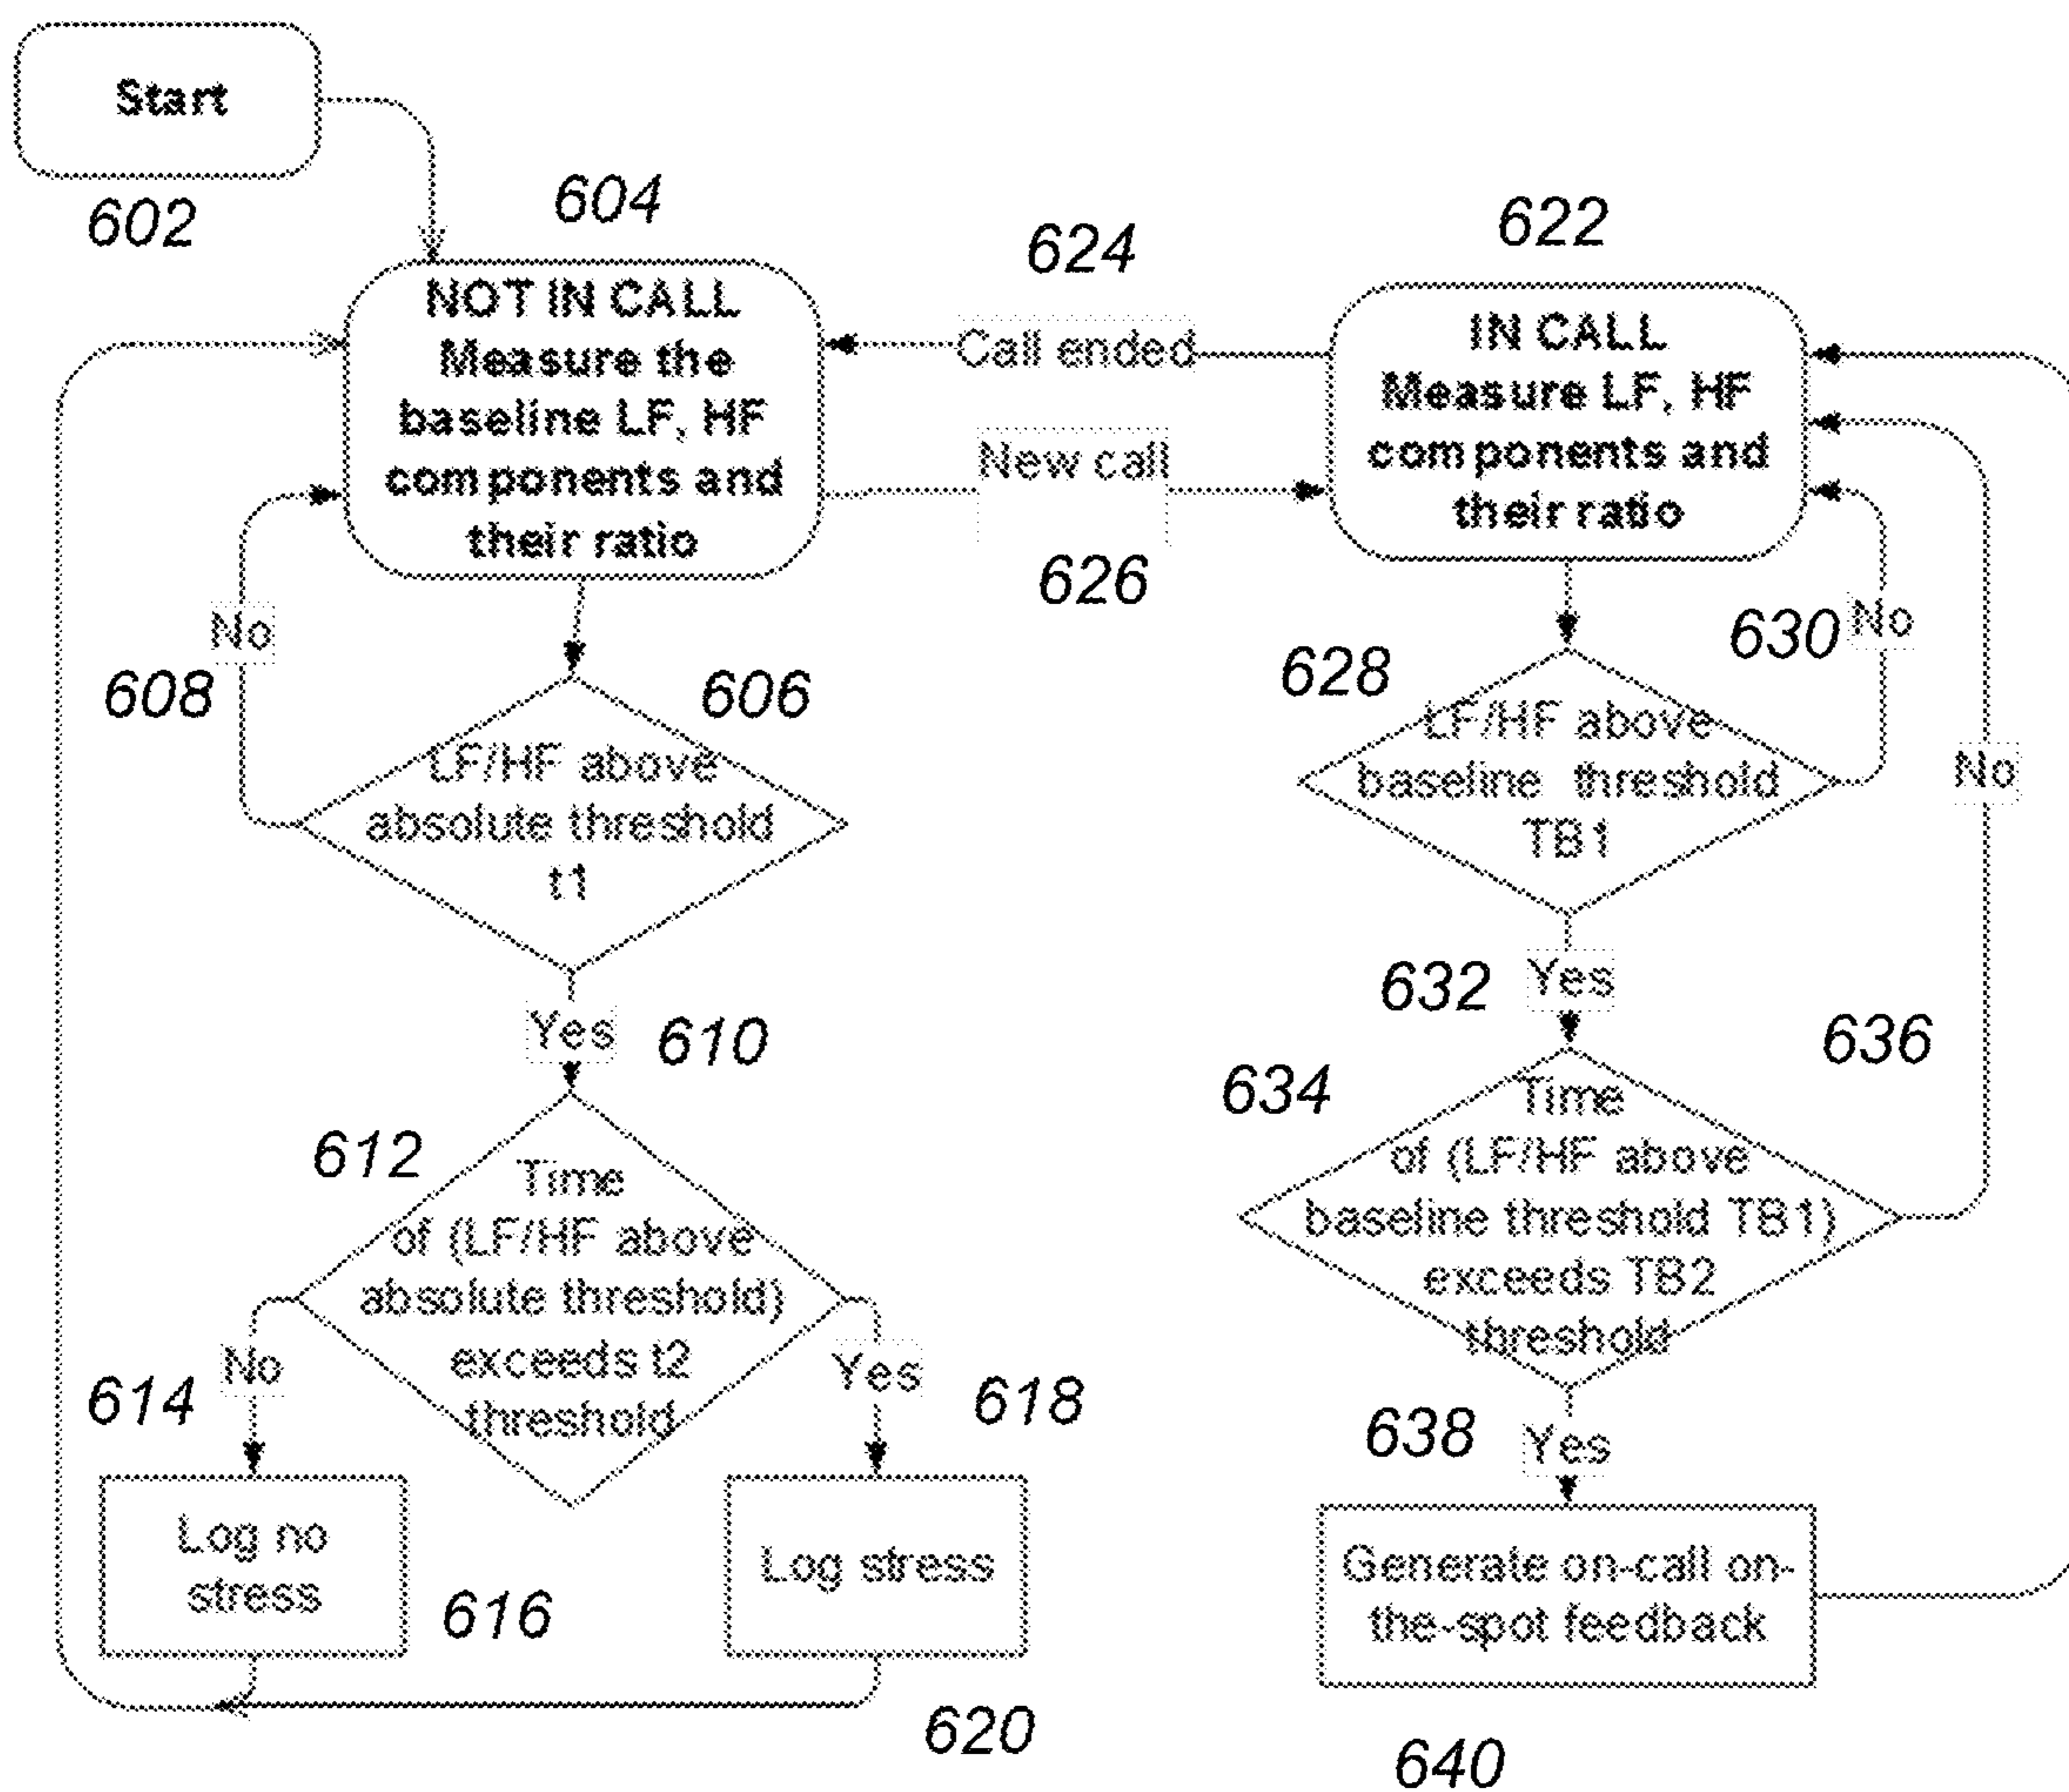 Start
602
604
NOT IN CALL
Measure the
baseline LF, HF
components and
their ratio
624
Call ended
New call
626
622
IN CALL
Measure LF, HF
components and
their ratio
No
608
606
LF/HF above
absolute threshold
t1
Yes
610
612
Time
of (LF/HF above
absolute threshold)
exceeds t2
threshold
614
No
Yes
618
Log no
stress
616
Log stress
620
628
630
No
LF/HF above
baseline threshold
TB1
No
632
Yes
636
634
Time
of (LF/HF above
baseline threshold TB1)
exceeds TB2
threshold
638
Yes
Generate on-call on-
the-spot feedback
640